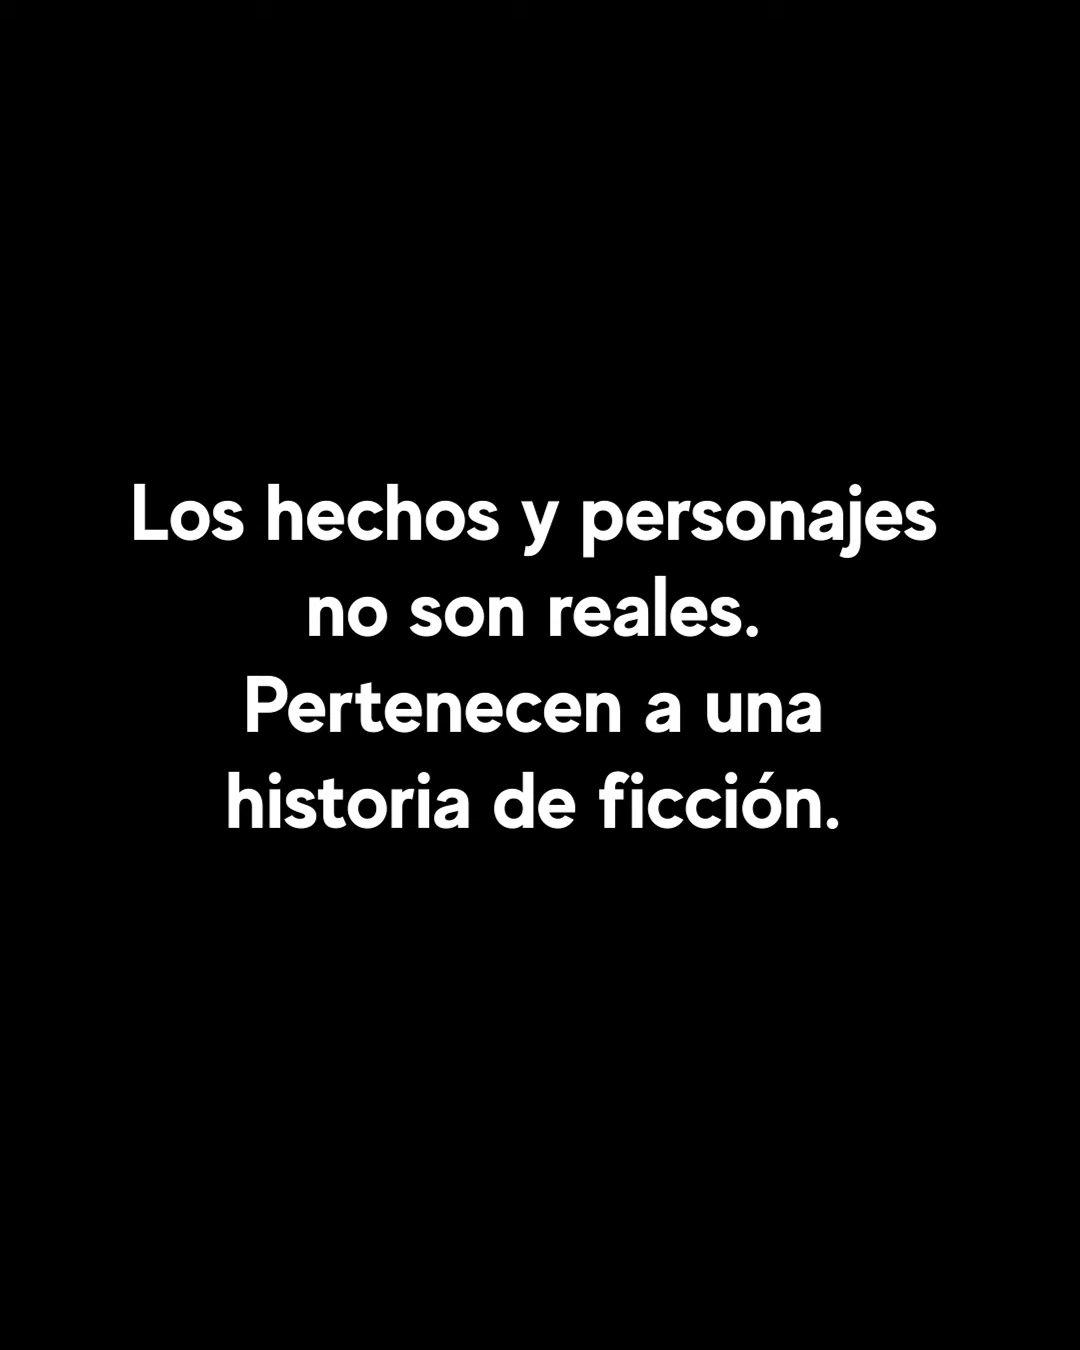 Los hechos y personajes
no son reales.
Pertenecen a una
historia de ficción.